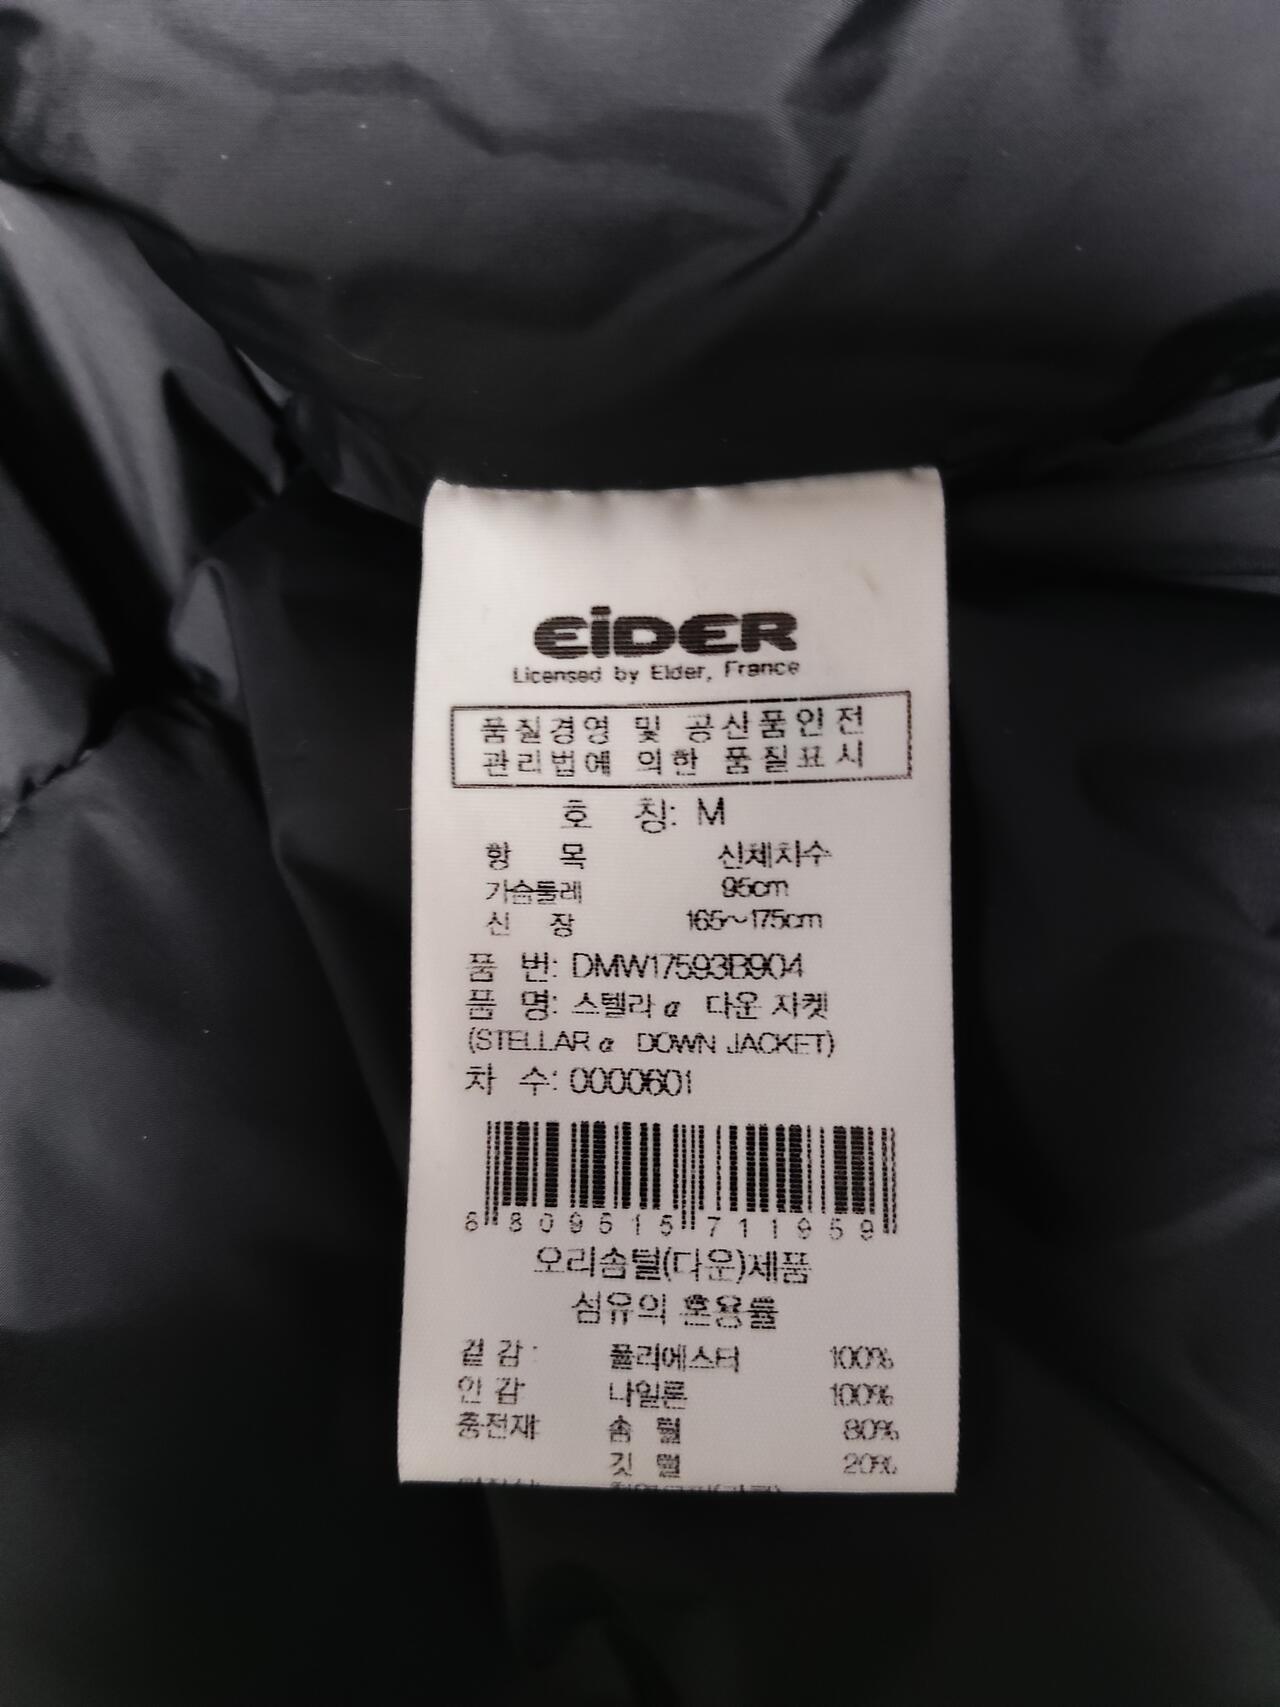 EiDER
Licensed by Eider, France
품질경영 및 공산품안전
관리법에 의한 품질표시
호 칭: M
항 목 신체치수
가슴둘레 95cm
신 장 165~175cm
품 번: DMW17593B904
품 명: 스텔라 α 다운 자켓
(STELLAR α DOWN JACKET)
차 수: 0000601
8 809515 711959
오리솜털(다운)제품
섬유의 혼용률
겉감: 폴리에스터 100%
안감 나일론 100%
충전재: 솜털 80%
깃털 20%